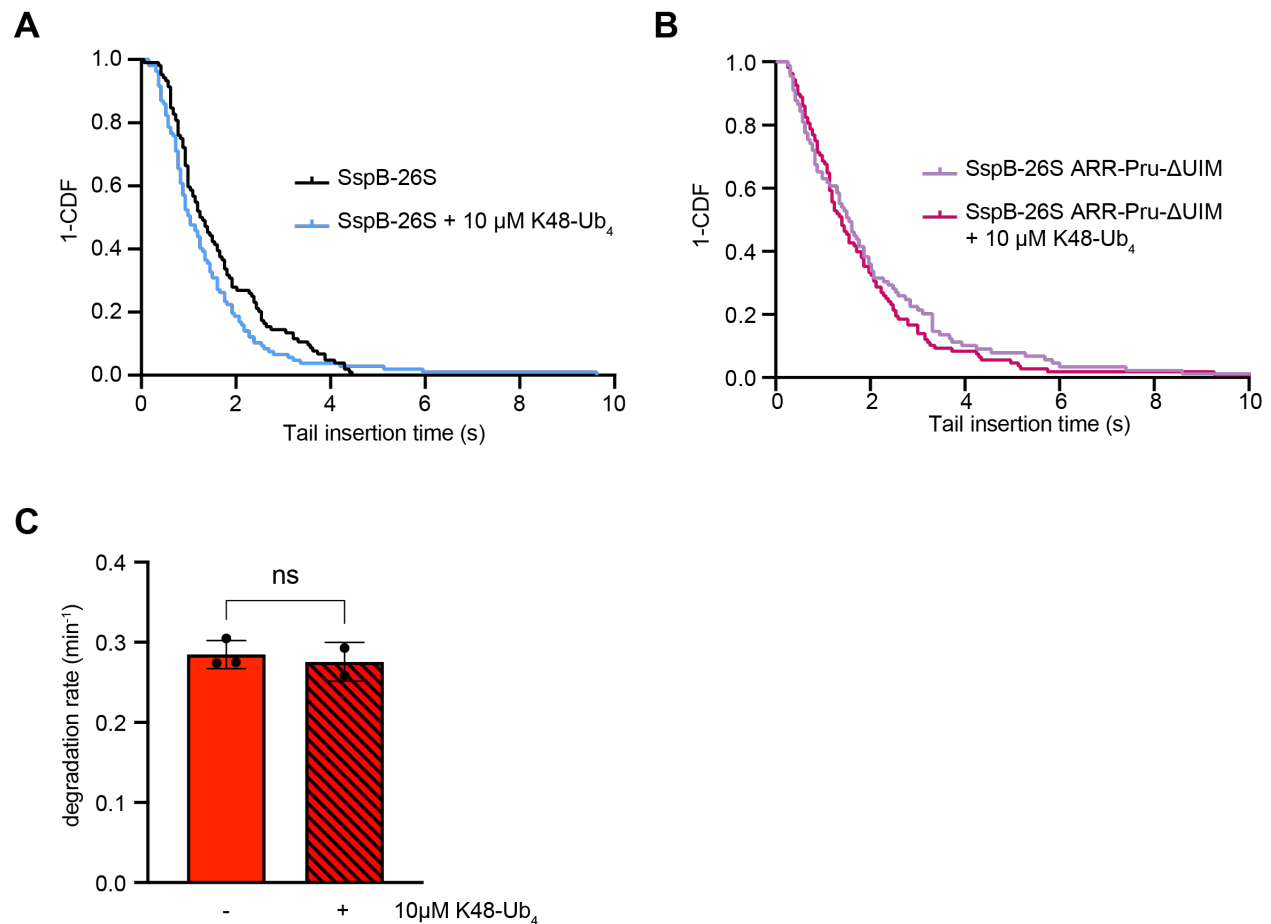 A
1-CDF
1.0
0.8
0.6
0.4
0.2
0.0
0 2 4 6 8 10
Tail insertion time (s)
SspB-26S
SspB-26S + 10 µM K48-Ub₄
B
1-CDF
1.0
0.8
0.6
0.4
0.2
0.0
0 2 4 6 8 10
Tail insertion time (s)
SspB-26S ARR-Pru-ΔUIM
SspB-26S ARR-Pru-ΔUIM
+ 10 µM K48-Ub₄
C
degradation rate (min⁻¹)
0.4
0.3
0.2
0.1
0.0
ns
- + 10µM K48-Ub₄